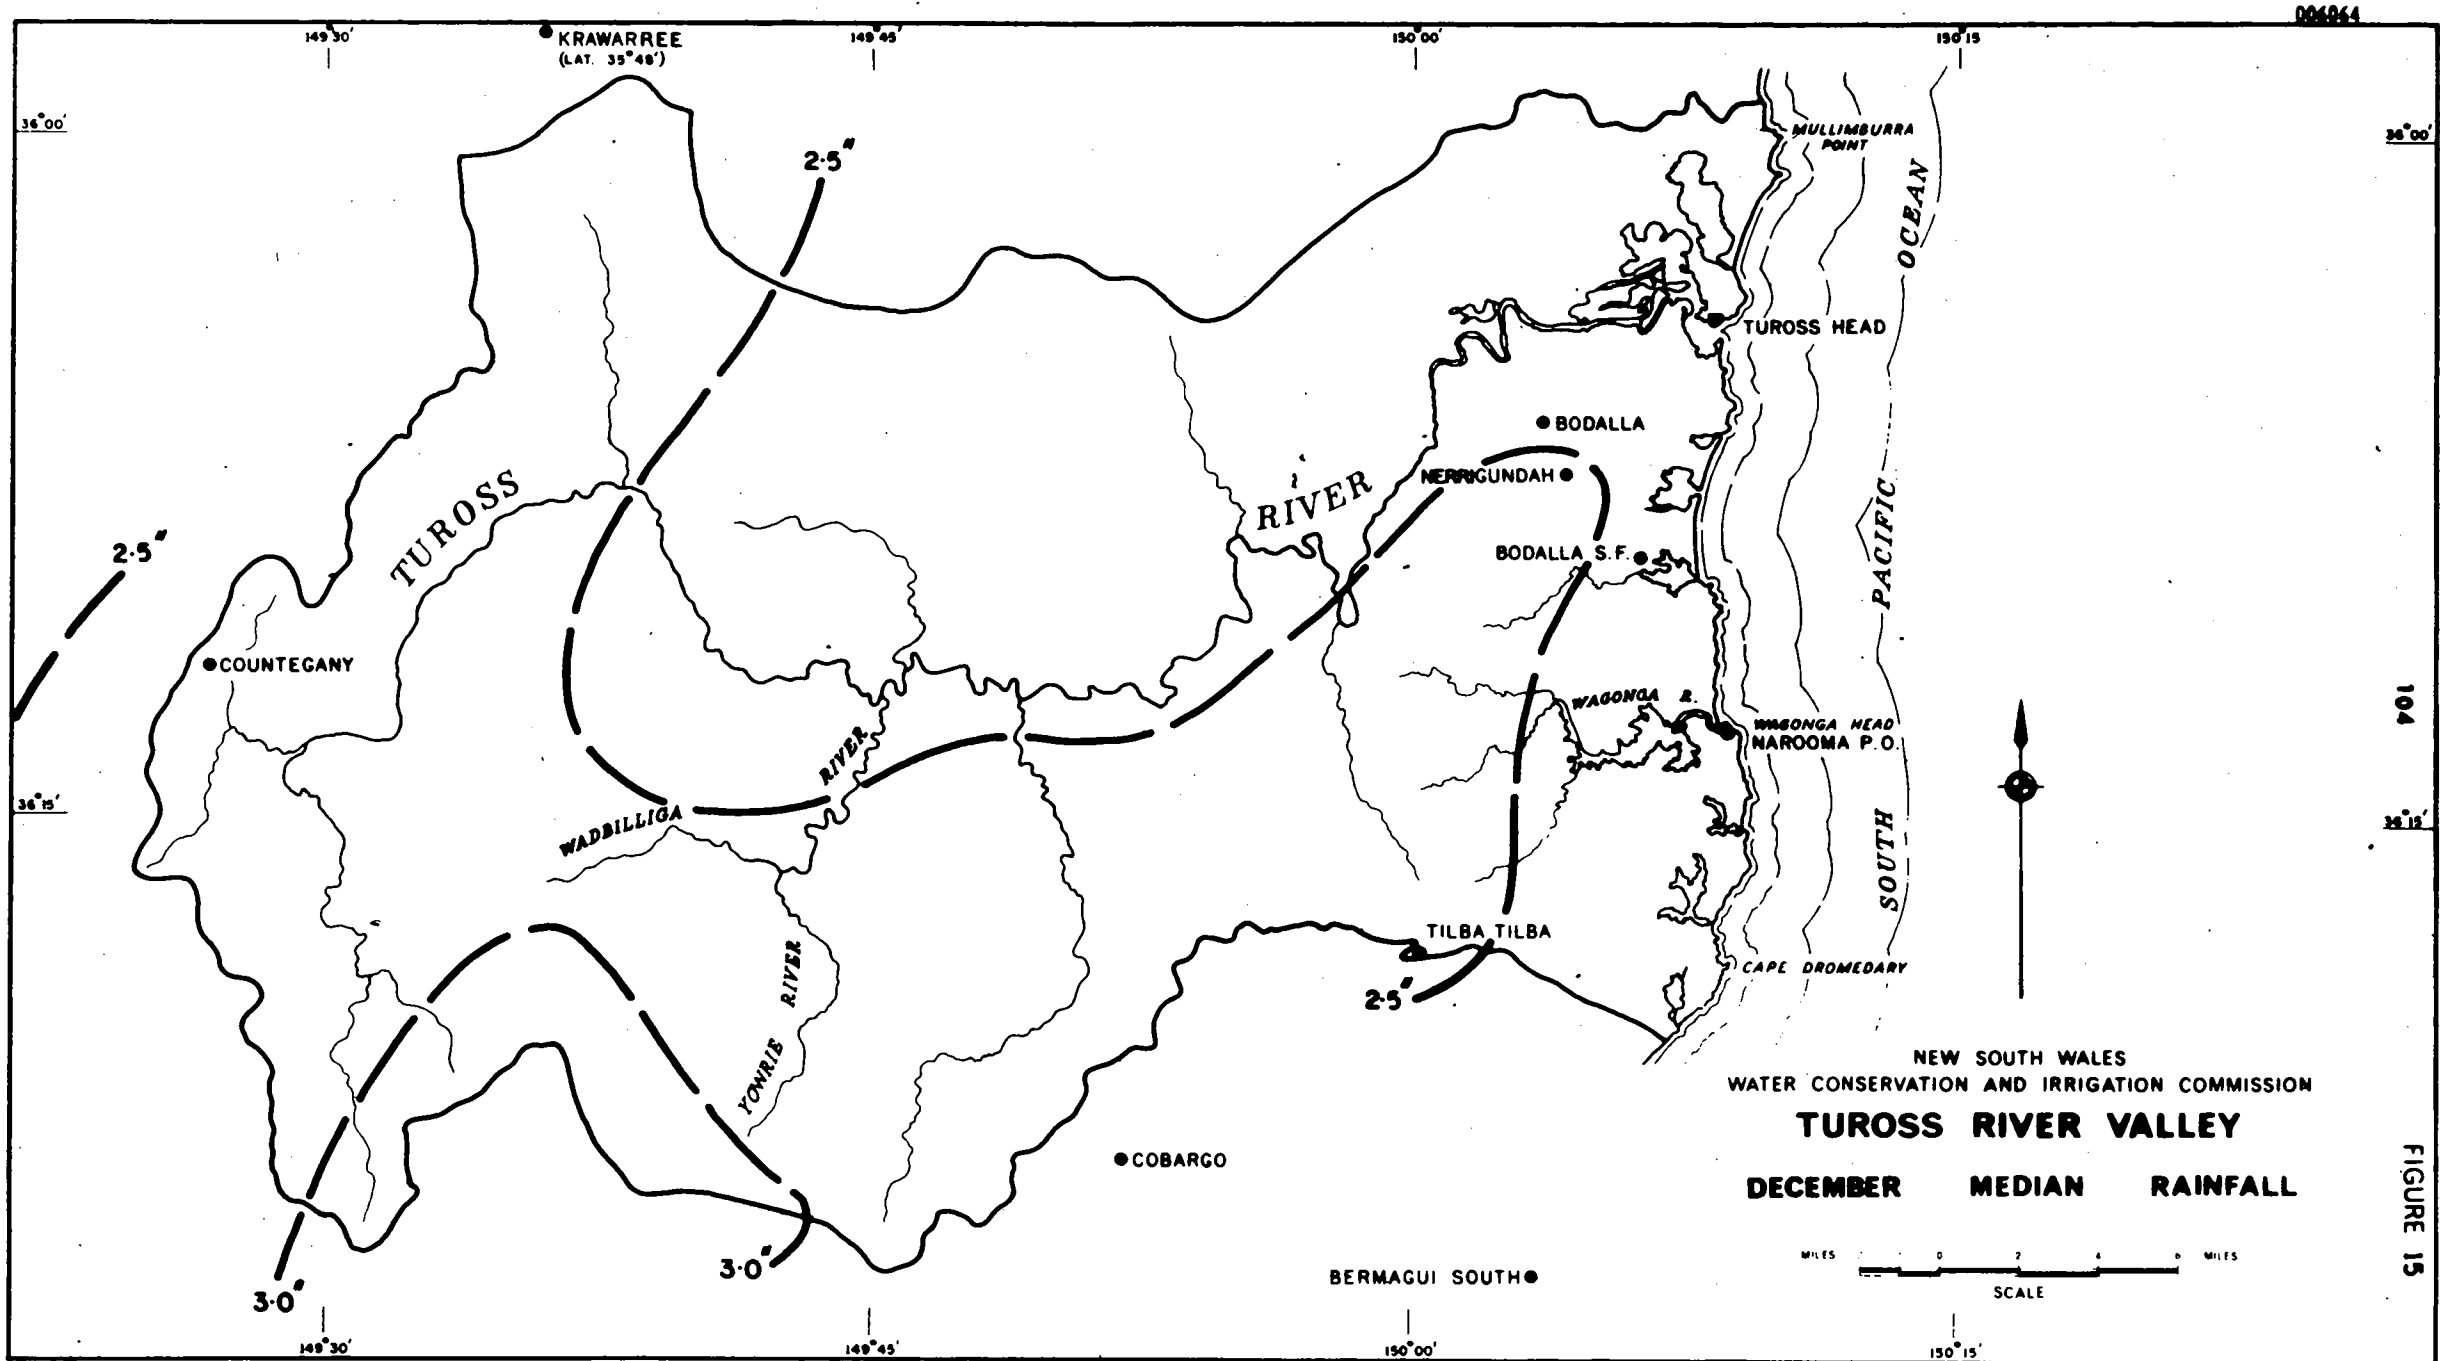 006064
149°30'
KRAWARREE
(LAT. 35°48')
149°45'
150°00'
150°15
36°00'
36°00'
MULLIMBURRA
POINT
2·5"
OCEAN
TUROSS HEAD
BODALLA
NERRIGUNDAH
TUROSS
RIVER
PACIFIC
2·5"
BODALLA S.F.
COUNTEGANY
WAGONGA R.
WAGONGA HEAD
NAROOMA P.O.
104
RIVER
36°15'
WADBILLIGA
36°15'
SOUTH
TILBA TILBA
CAPE DROMEDARY
2·5"
YOWRIE RIVER
NEW SOUTH WALES
WATER CONSERVATION AND IRRIGATION COMMISSION
TUROSS RIVER VALLEY
DECEMBER MEDIAN RAINFALL
COBARGO
FIGURE 15
3·0"
3·0"
BERMAGUI SOUTH
MILES 0 2 4 6 MILES
SCALE
149°30'
149°45'
150°00'
150°15'